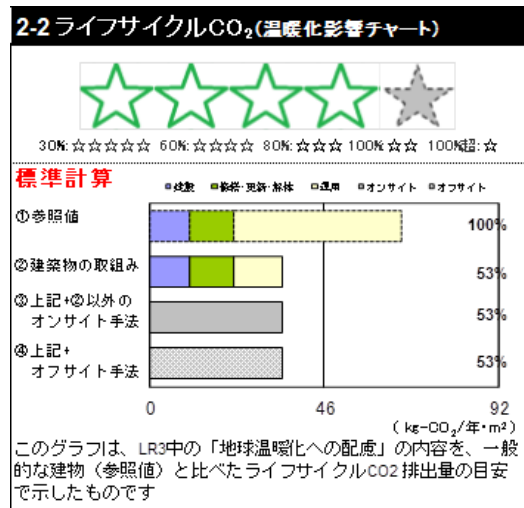 2-2 ライフサイクルCO₂(温暖化影響チャート)
30%: ☆☆☆☆☆ 60%: ☆☆☆☆ 80%: ☆☆☆ 100%: ☆☆ 100%超: ☆
標準計算
建設 修繕・更新・解体 運用 オンサイト オフサイト
①参照値 100%
②建築物の取組み 53%
③上記+②以外の
オンサイト手法 53%
④上記+
オフサイト手法 53%
0 46 92
( kg-CO₂/年・m²)
このグラフは、LR3中の「地球温暖化への配慮」の内容を、一般
的な建物（参照値）と比べたライフサイクルCO2 排出量の目安
で示したものです